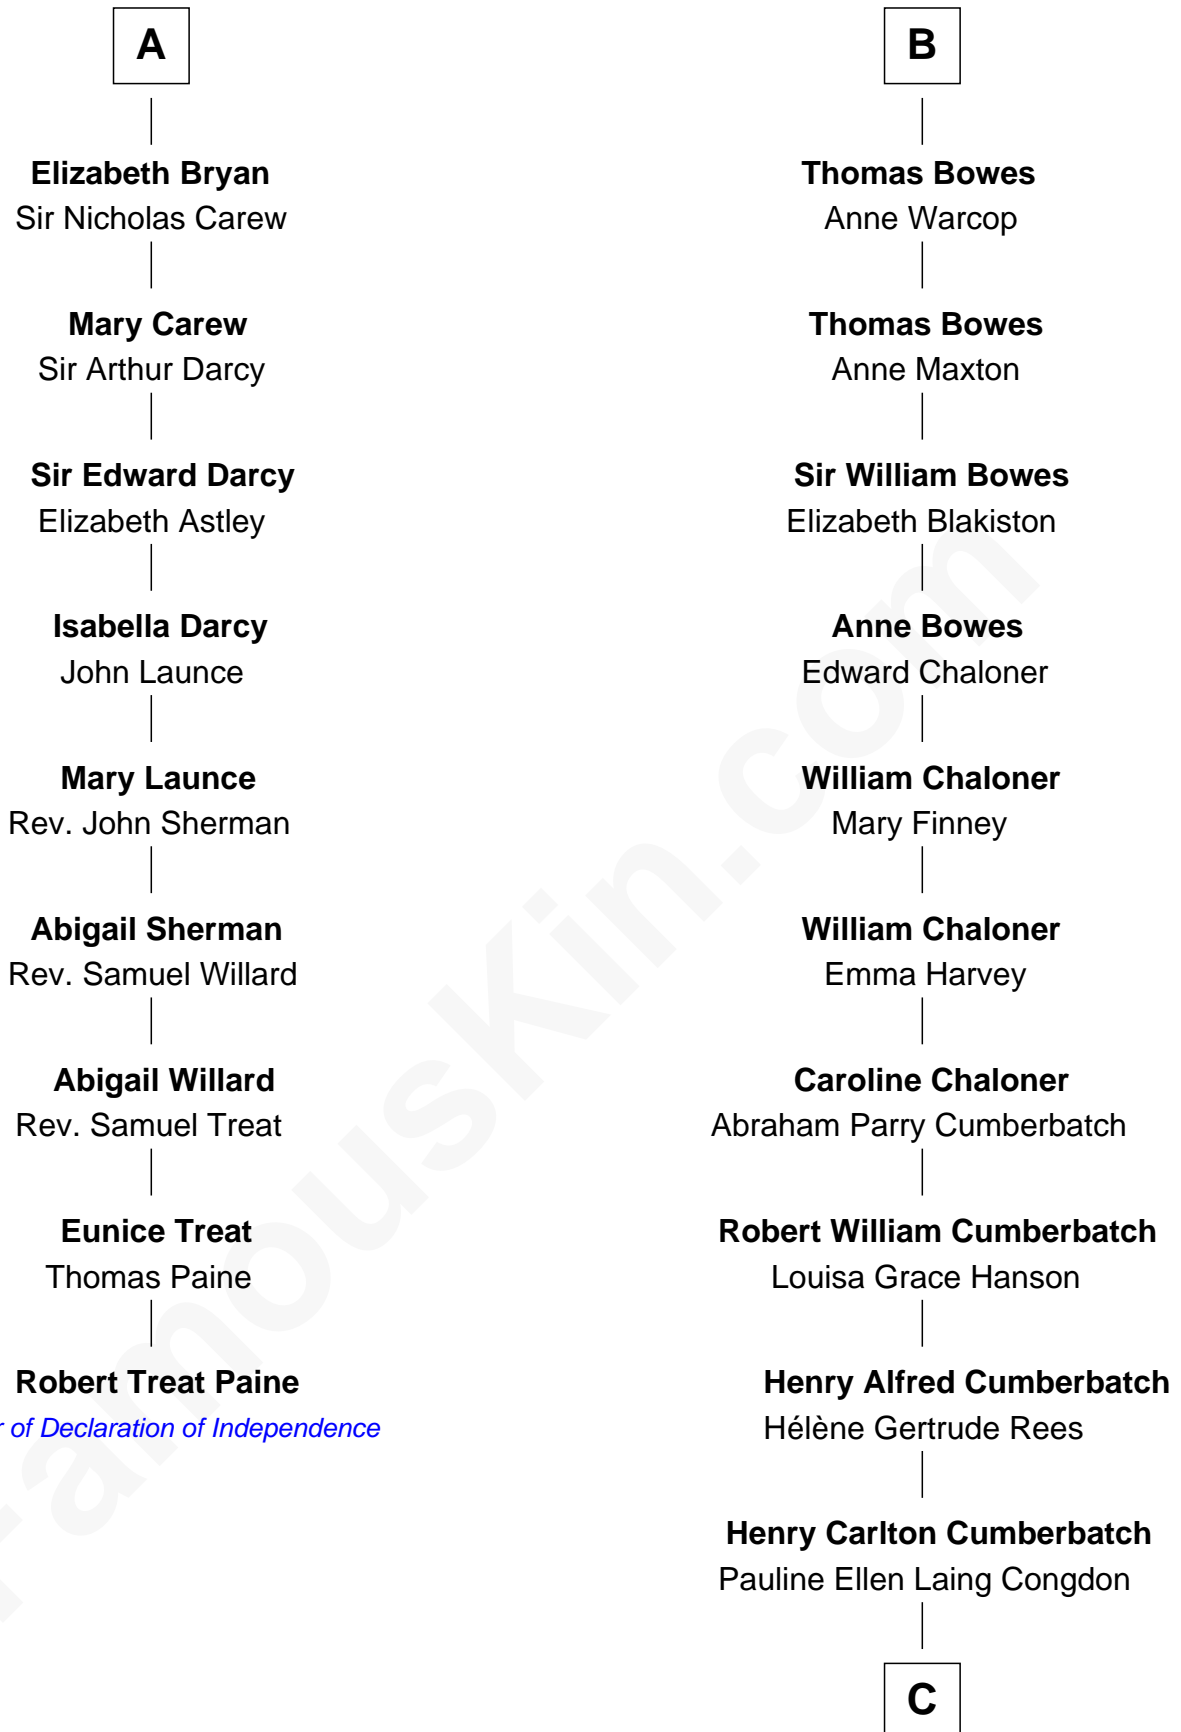 A
Elizabeth Bryan
Sir Nicholas Carew
Mary Carew
Sir Arthur Darcy
Sir Edward Darcy
Elizabeth Astley
Isabella Darcy
John Launce
Mary Launce
Rev. John Sherman
Abigail Sherman
Rev. Samuel Willard
Abigail Willard
Rev. Samuel Treat
Eunice Treat
Thomas Paine
Robert Treat Paine
of Declaration of Independence
B
Thomas Bowes
Anne Warcop
Thomas Bowes
Anne Maxton
Sir William Bowes
Elizabeth Blakiston
Anne Bowes
Edward Chaloner
William Chaloner
Mary Finney
William Chaloner
Emma Harvey
Caroline Chaloner
Abraham Parry Cumberbatch
Robert William Cumberbatch
Louisa Grace Hanson
Henry Alfred Cumberbatch
Hélène Gertrude Rees
Henry Carlton Cumberbatch
Pauline Ellen Laing Congdon
C
FamousKin.com